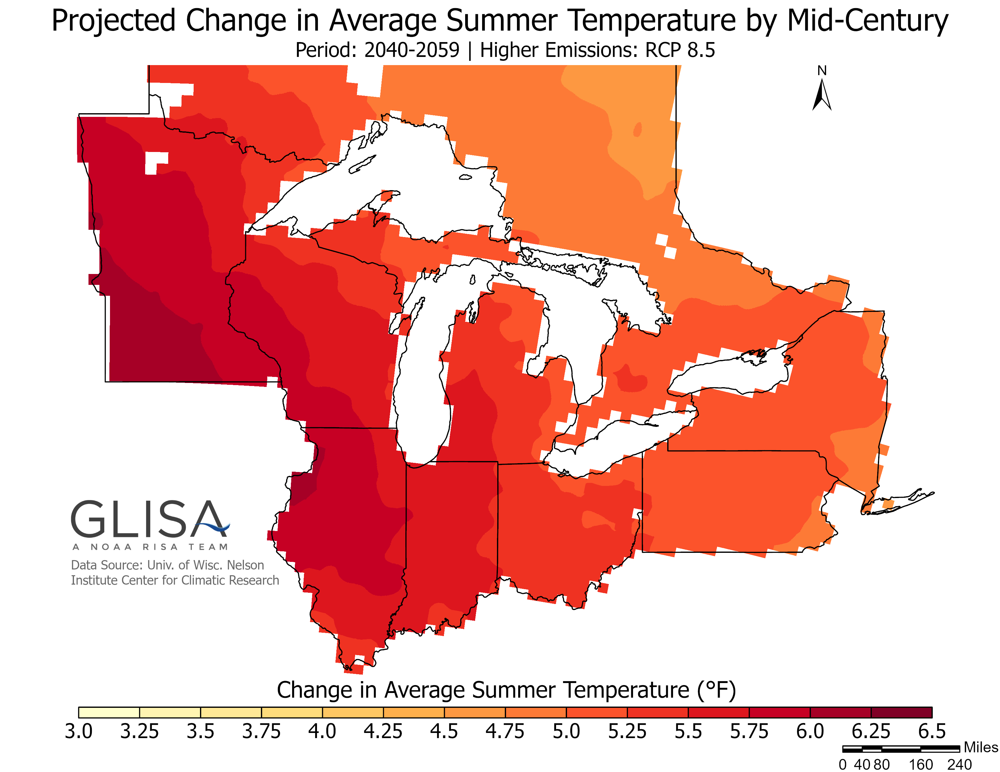 Projected Change in Average Summer Temperature by Mid-Century
Period: 2040-2059 | Higher Emissions: RCP 8.5
N
GLISA
A NOAA RISA TEAM
Data Source: Univ. of Wisc. Nelson
Institute Center for Climatic Research
Change in Average Summer Temperature (°F)
3.0 3.25 3.5 3.75 4.0 4.25 4.5 4.75 5.0 5.25 5.5 5.75 6.0 6.25 6.5
Miles
0 40 80 160 240